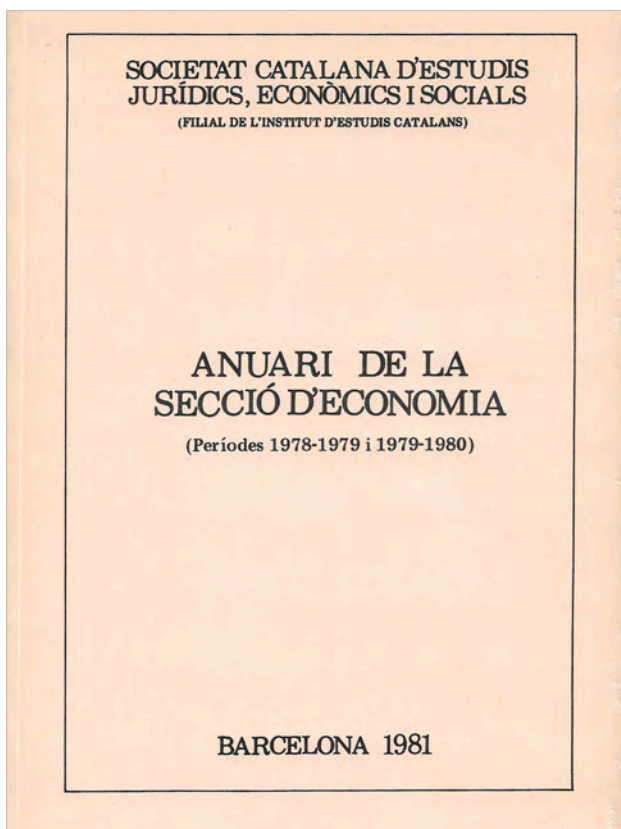 SOCIETAT CATALANA D'ESTUDIS
JURÍDICS, ECONÒMICS I SOCIALS
(FILIAL DE L'INSTITUT D'ESTUDIS CATALANS)
ANUARI DE LA
SECCIÓ D'ECONOMIA
(Períodes 1978-1979 i 1979-1980)
BARCELONA 1981